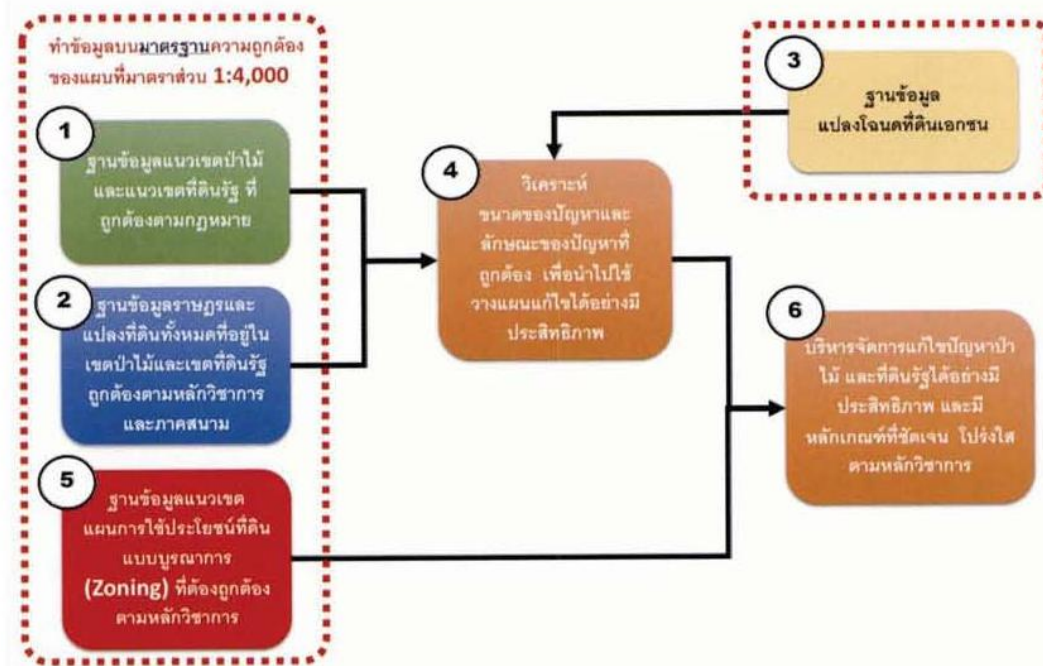 ทำข้อมูลบนมาตรฐานความถูกต้อง
ของแผนที่มาตราส่วน 1:4,000
1
ฐานข้อมูลแนวเขตป่าไม้
และแนวเขตที่ดินรัฐ ที่
ถูกต้องตามกฎหมาย
2
ฐานข้อมูลราษฎรและ
แปลงที่ดินทั้งหมดที่อยู่ใน
เขตป่าไม้และเขตที่ดินรัฐ
ถูกต้องตามหลักวิชาการ
และภาคสนาม
3
ฐานข้อมูล
แปลงโฉนดที่ดินเอกชน
4
วิเคราะห์
ขนาดของปัญหาและ
ลักษณะของปัญหาที่
ถูกต้อง เพื่อนำไปใช้
วางแผนแก้ไขได้อย่างมี
ประสิทธิภาพ
5
ฐานข้อมูลแนวเขต
แผนการใช้ประโยชน์ที่ดิน
แบบบูรณาการ
(Zoning) ที่ต้องถูกต้อง
ตามหลักวิชาการ
6
บริหารจัดการแก้ไขปัญหาป่า
ไม้ และที่ดินรัฐได้อย่างมี
ประสิทธิภาพ และมี
หลักเกณฑ์ที่ชัดเจน โปร่งใส
ตามหลักวิชาการ